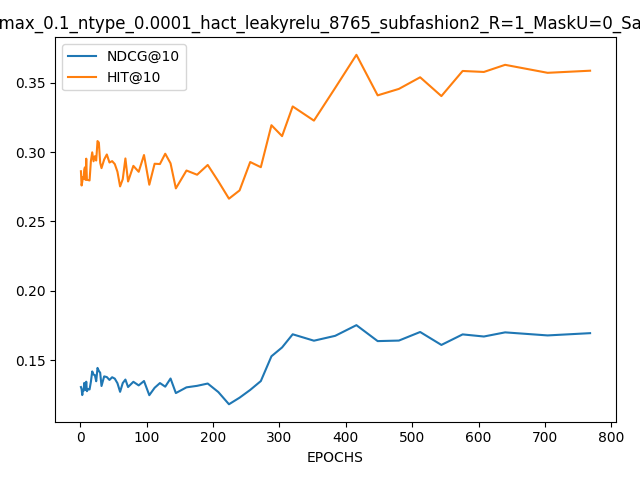 max_0.1_ntype_0.0001_hact_leakyrelu_8765_subfashion2_R=1_MaskU=0_Sa
NDCG@10
HIT@10
0.35
0.30
0.25
0.20
0.15
0 100 200 300 400 500 600 700 800
EPOCHS